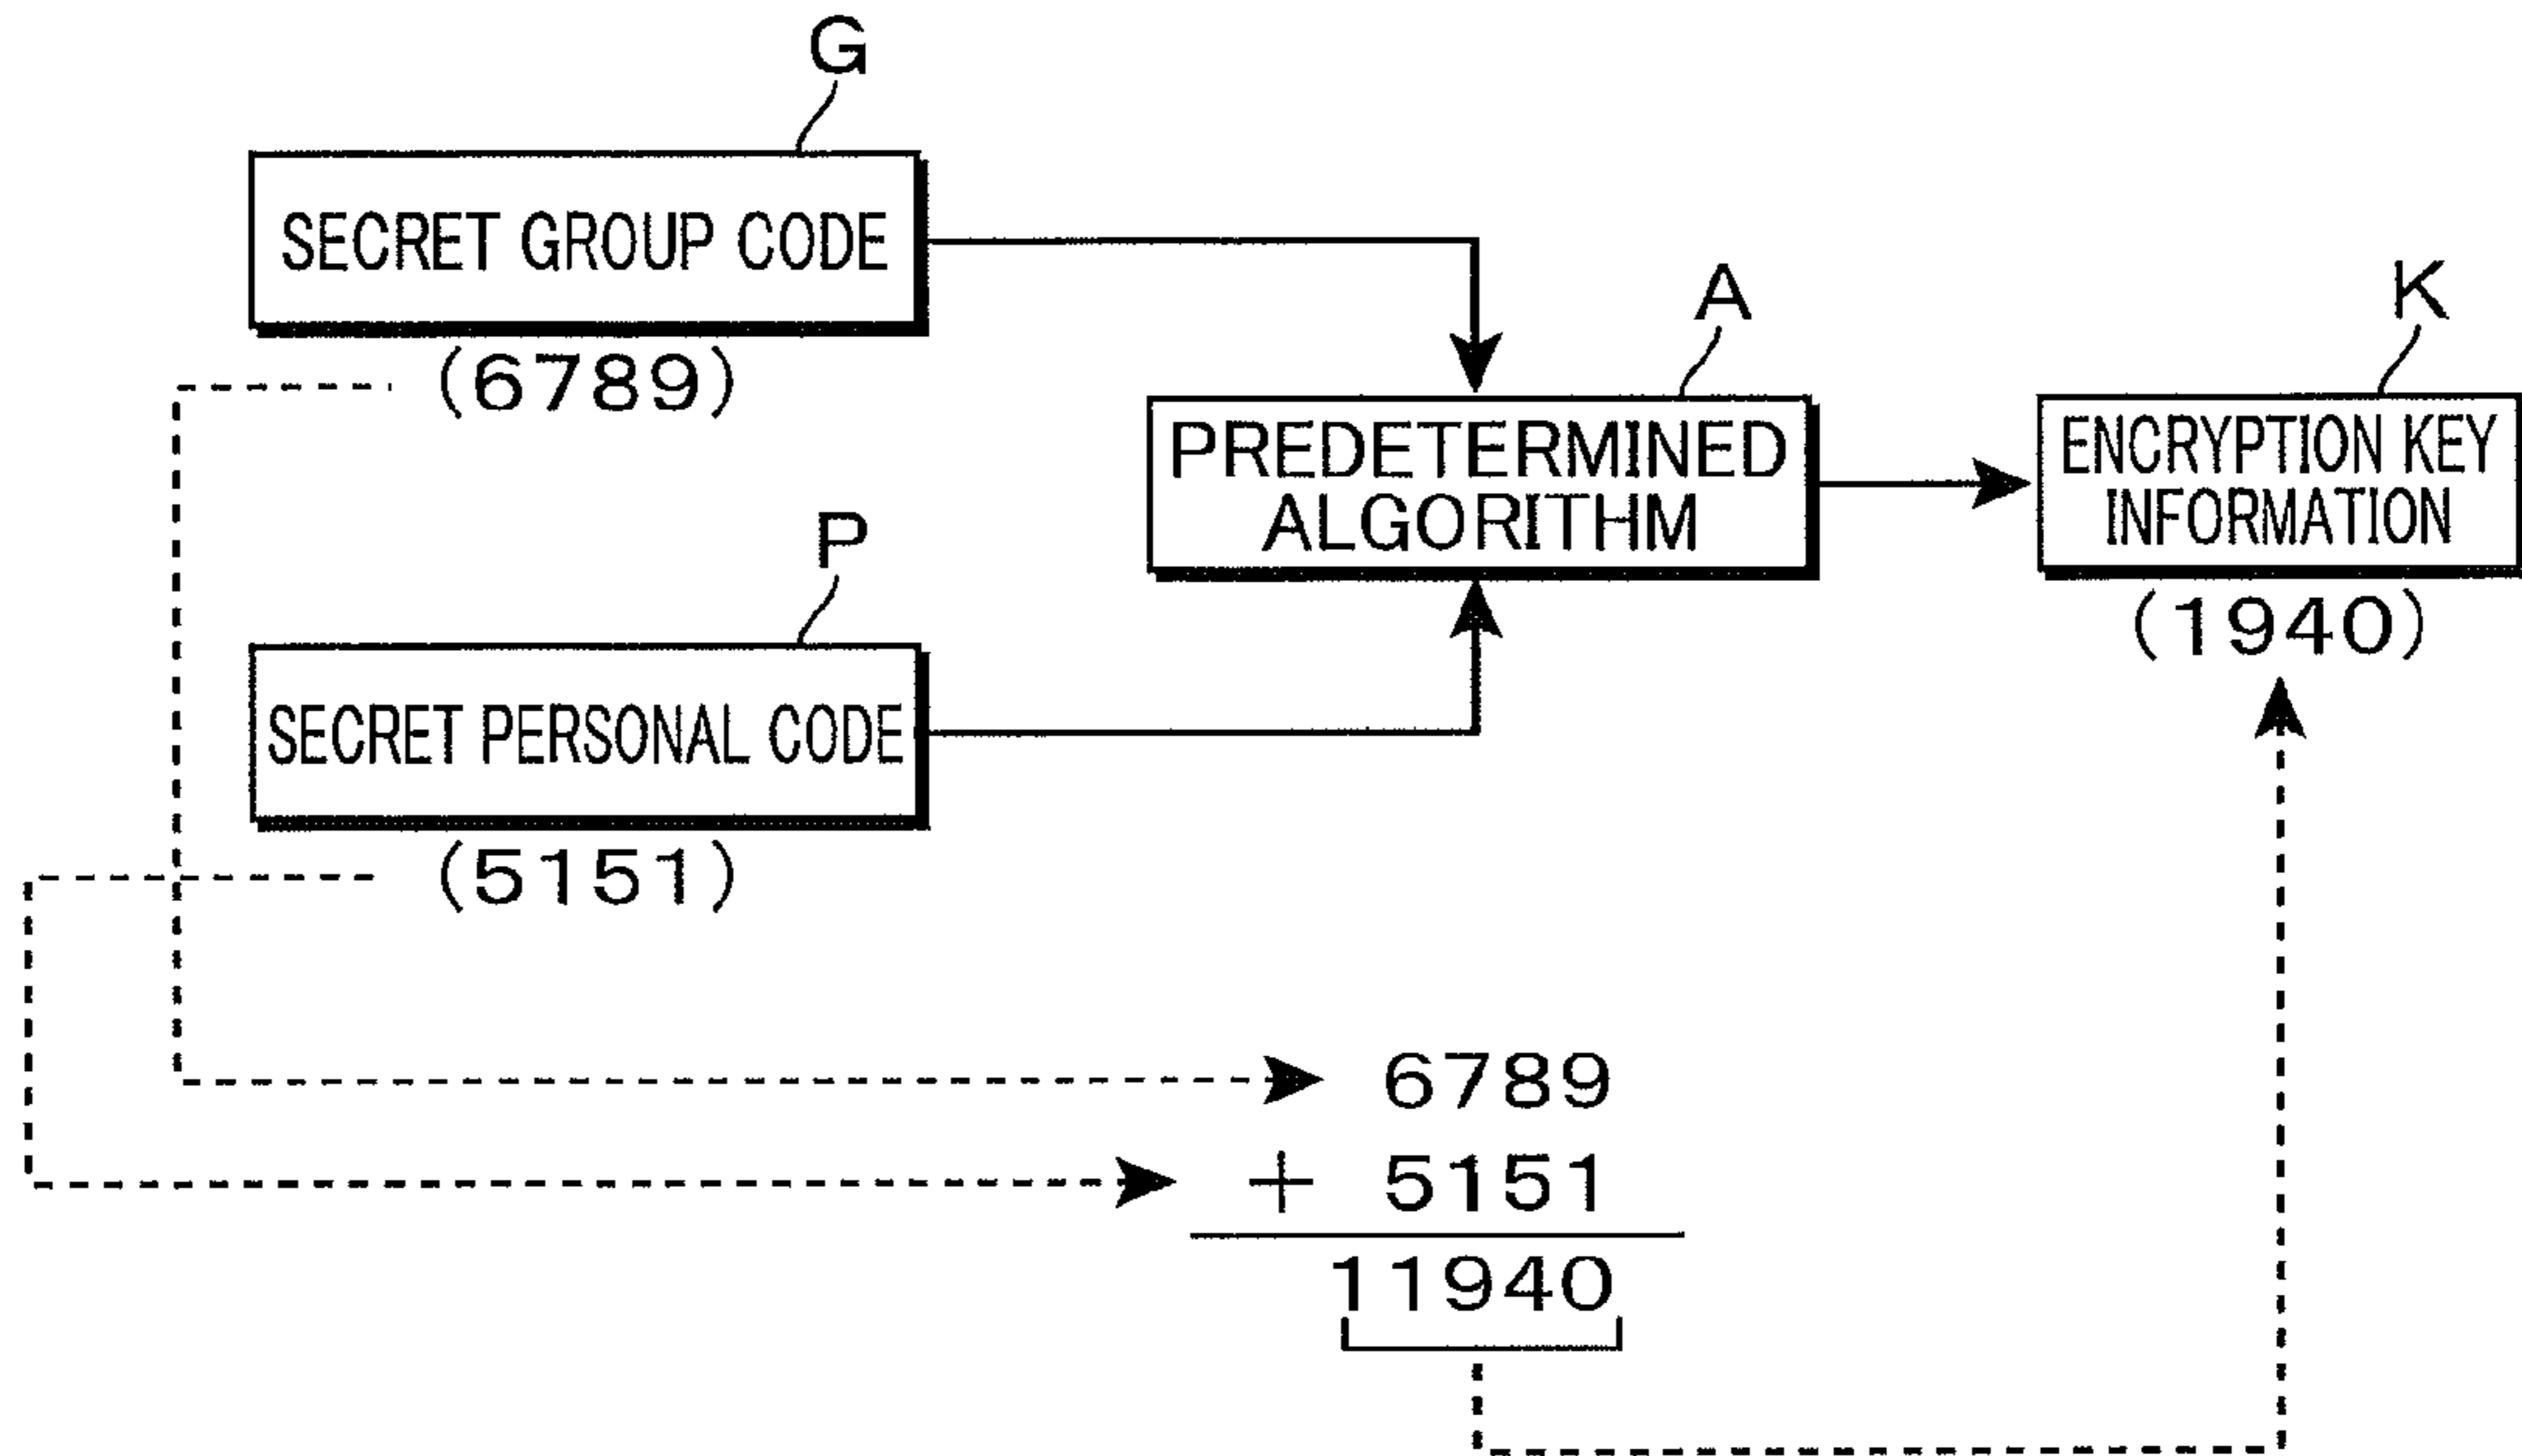 G
SECRET GROUP CODE
(6789)
A
PREDETERMINED
ALGORITHM
K
ENCRYPTION KEY
INFORMATION
(1940)
P
SECRET PERSONAL CODE
(5151)
6789
+ 5151
11940